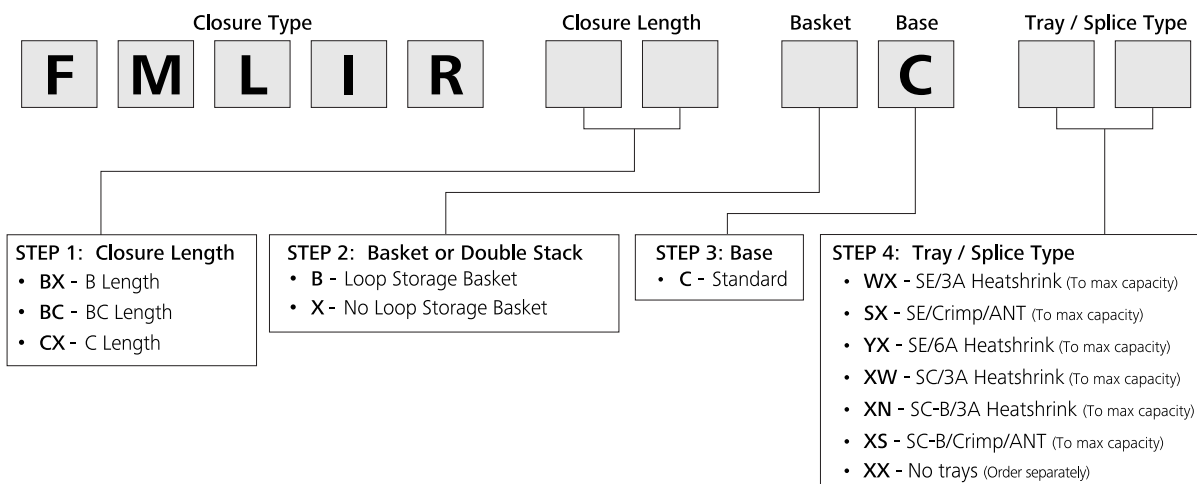 Closure Type Closure Length Basket Base Tray / Splice Type
F M L I R C
STEP 1: Closure Length
• BX - B Length
• BC - BC Length
• CX - C Length
STEP 2: Basket or Double Stack
• B - Loop Storage Basket
• X - No Loop Storage Basket
STEP 3: Base
• C - Standard
STEP 4: Tray / Splice Type
• WX - SE/3A Heatshrink (To max capacity)
• SX - SE/Crimp/ANT (To max capacity)
• YX - SE/6A Heatshrink (To max capacity)
• XW - SC/3A Heatshrink (To max capacity)
• XN - SC-B/3A Heatshrink (To max capacity)
• XS - SC-B/Crimp/ANT (To max capacity)
• XX - No trays (Order separately)